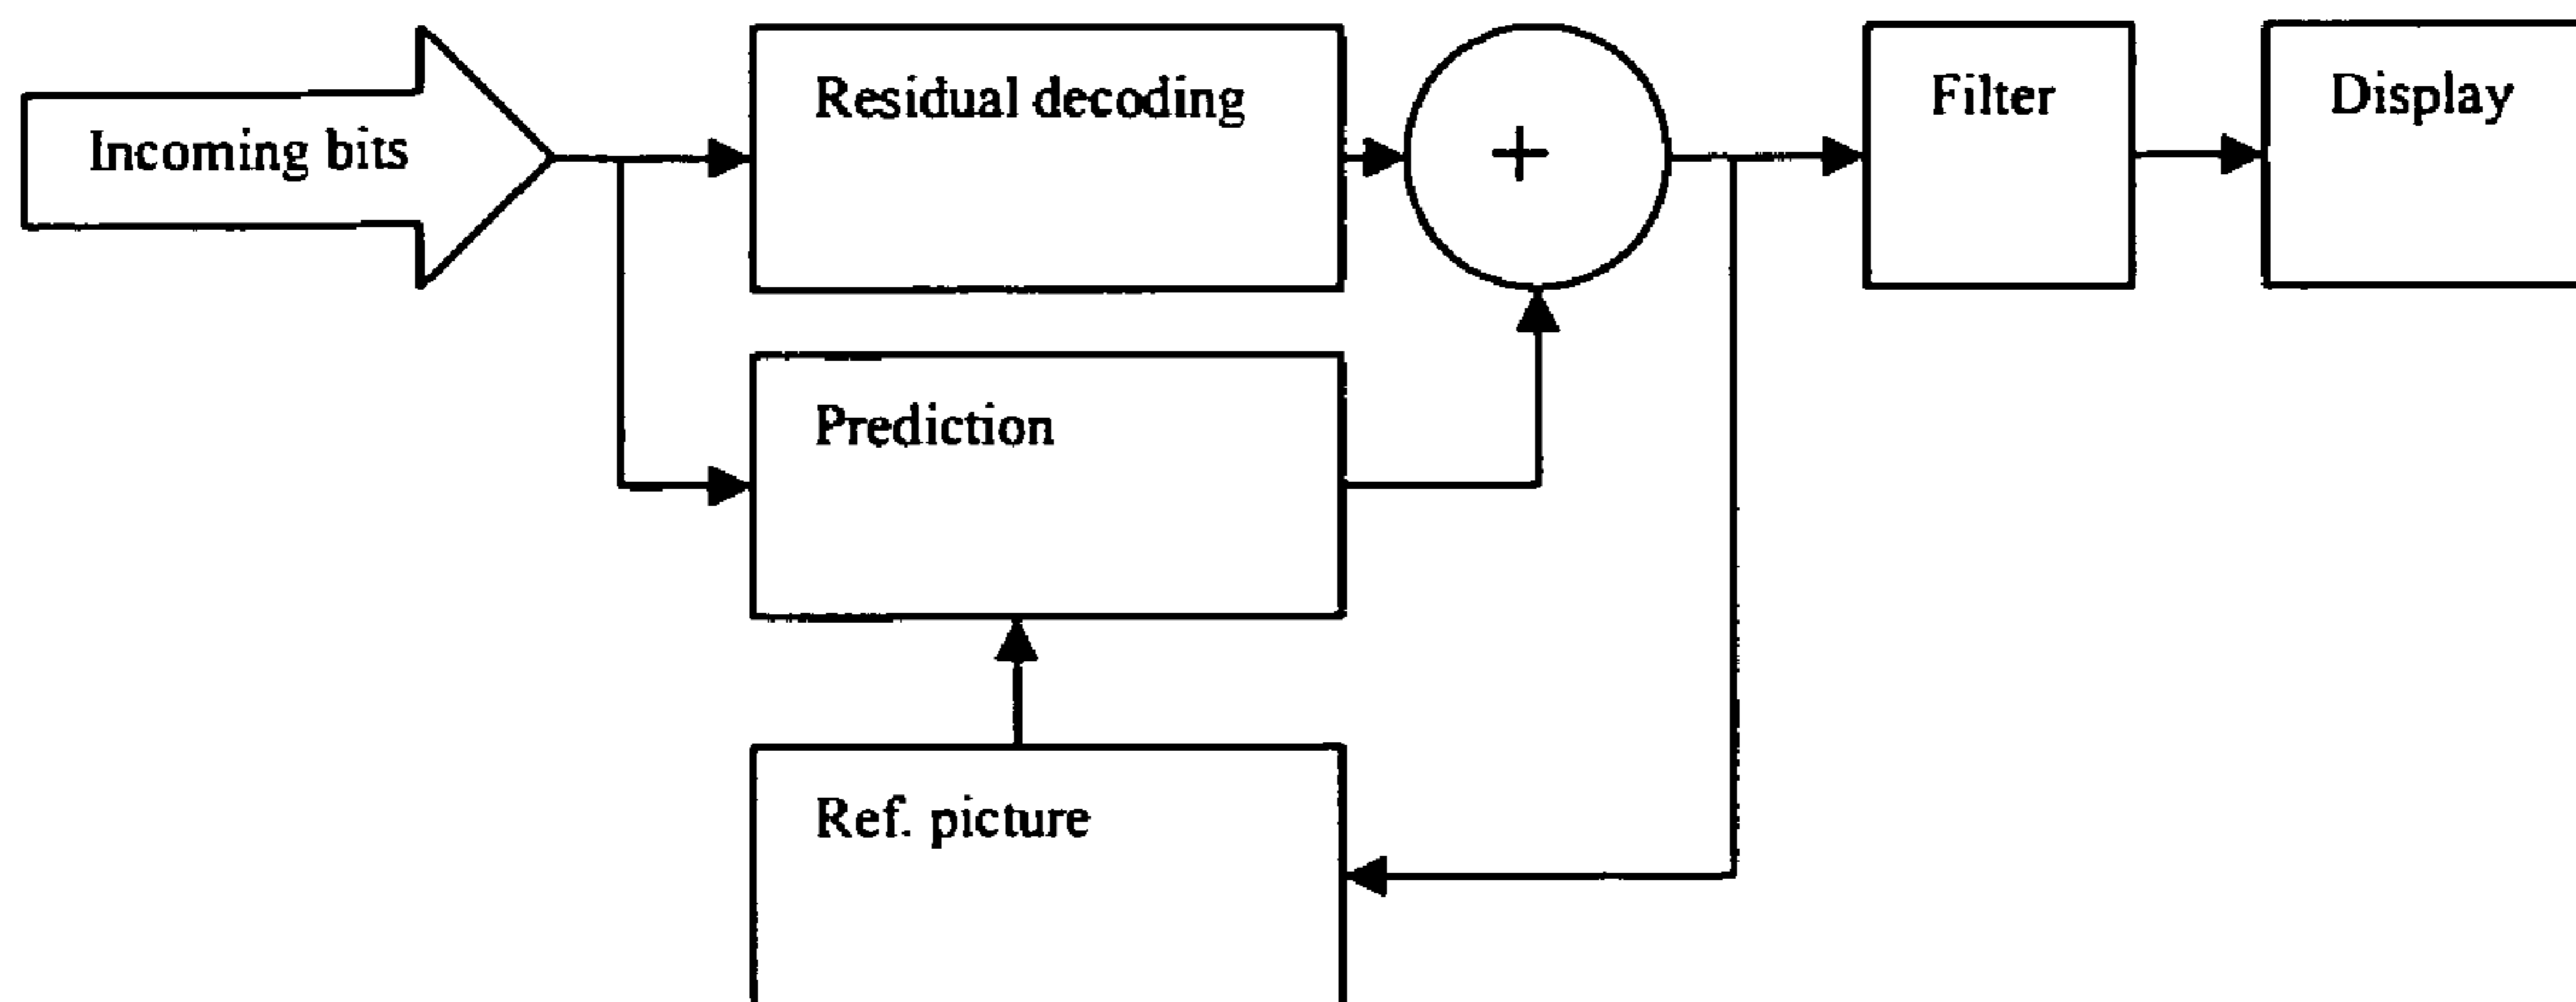 Incoming bits
Residual decoding
+
Filter
Display
Prediction
Ref. picture